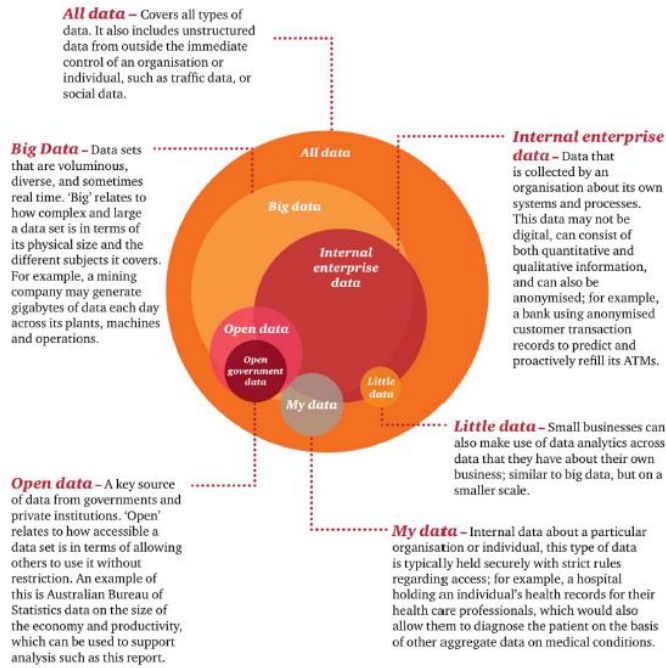 All data – Covers all types of
data. It also includes unstructured
data from outside the immediate
control of an organisation or
individual, such as traffic data, or
social data.
Big Data – Data sets
that are voluminous,
diverse, and sometimes
real time. ‘Big’ relates to
how complex and large
a data set is in terms of
its physical size and the
different subjects it covers.
For example, a mining
company may generate
gigabytes of data each day
across its plants, machines
and operations.
All data
Big data
Internal
enterprise
data
Open data
Open
government
data
My data
Little
data
Internal enterprise
data – Data that
is collected by an
organisation about its own
systems and processes.
This data may not be
digital, can consist of
both quantitative and
qualitative information,
and can also be
anonymised; for example,
a bank using anonymised
customer transaction
records to predict and
proactively refill its ATMs.
Little data – Small businesses can
also make use of data analytics across
data that they have about their own
business; similar to big data, but on a
smaller scale.
Open data – A key source
of data from governments and
private institutions. ‘Open’
relates to how accessible a
data set is in terms of allowing
others to use it without
restriction. An example of
this is Australian Bureau of
Statistics data on the size of
the economy and productivity,
which can be used to support
analysis such as this report.
My data – Internal data about a particular
organisation or individual, this type of data
is typically held securely with strict rules
regarding access; for example, a hospital
holding an individual’s health records for their
health care professionals, which would also
allow them to diagnose the patient on the basis
of other aggregate data on medical conditions.